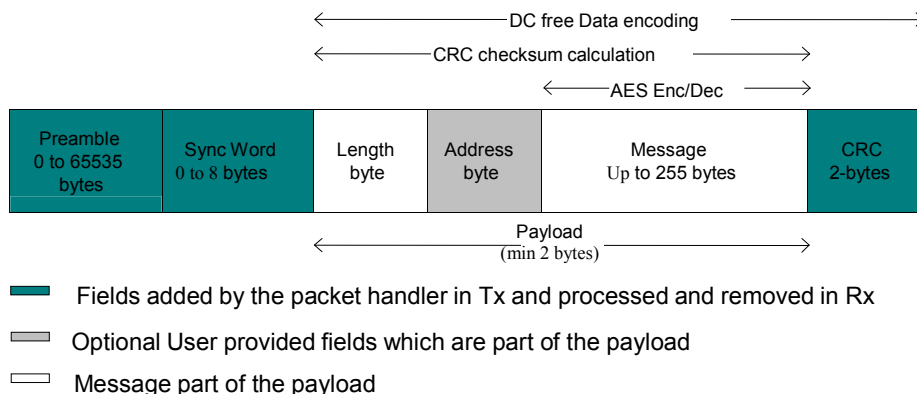 DC free Data encoding
CRC checksum calculation
AES Enc/Dec
Preamble
0 to 65535
bytes
Sync Word
0 to 8 bytes
Length
byte
Address
byte
Message
Up to 255 bytes
CRC
2-bytes
Payload
(min 2 bytes)
Fields added by the packet handler in Tx and processed and removed in Rx
Optional User provided fields which are part of the payload
Message part of the payload